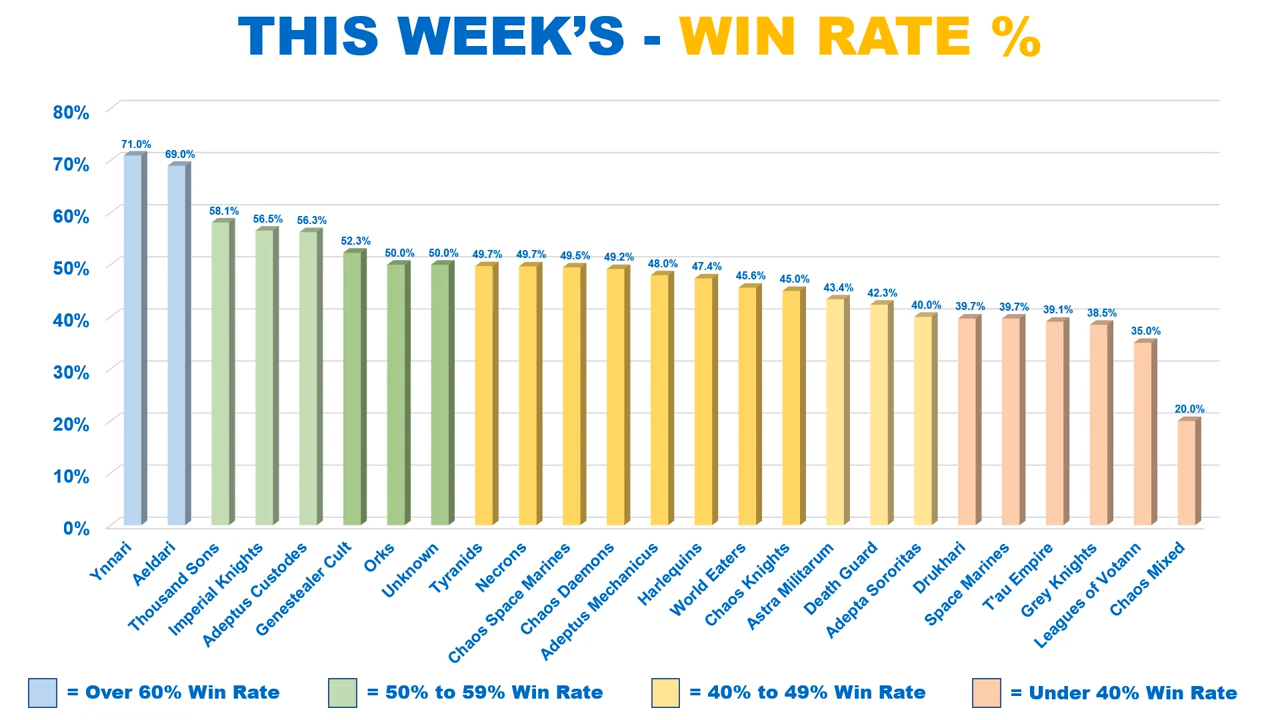 THIS WEEK'S - WIN RATE %
80%
70%
60%
50%
40%
30%
20%
10%
0%
71.0%
69.0%
58.1%
56.5%
56.3%
52.3%
50.0%
50.0%
49.7%
49.7%
49.5%
49.2%
48.0%
47.4%
45.6%
45.0%
43.4%
42.3%
40.0%
39.7%
39.7%
39.1%
38.5%
35.0%
20.0%
Ynnari
Aeldari
Thousand Sons
Imperial Knights
Adeptus Custodes
Genestealer Cult
Orks
Unknown
Tyranids
Necrons
Chaos Space Marines
Chaos Daemons
Adeptus Mechanicus
Harlequins
World Eaters
Chaos Knights
Astra Militarum
Death Guard
Adepta Sororitas
Drukhari
Space Marines
T'au Empire
Grey Knights
Leagues of Votann
Chaos Mixed
= Over 60% Win Rate
= 50% to 59% Win Rate
= 40% to 49% Win Rate
= Under 40% Win Rate